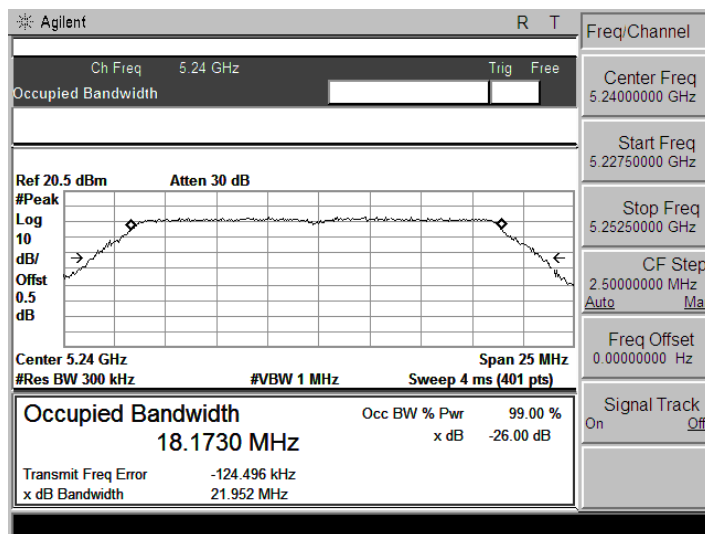 Agilent R T
Ch Freq 5.24 GHz Trig Free
Occupied Bandwidth
Ref 20.5 dBm Atten 30 dB
#Peak
Log
10
dB/
Offst
0.5
dB
Center 5.24 GHz Span 25 MHz
#Res BW 300 kHz #VBW 1 MHz Sweep 4 ms (401 pts)
Occupied Bandwidth Occ BW % Pwr 99.00 %
18.1730 MHz x dB -26.00 dB
Transmit Freq Error -124.496 kHz
x dB Bandwidth 21.952 MHz
Freq/Channel
Center Freq
5.24000000 GHz
Start Freq
5.22750000 GHz
Stop Freq
5.25250000 GHz
CF Step
2.50000000 MHz
Auto Ma
Freq Offset
0.00000000 Hz
Signal Track
On Off